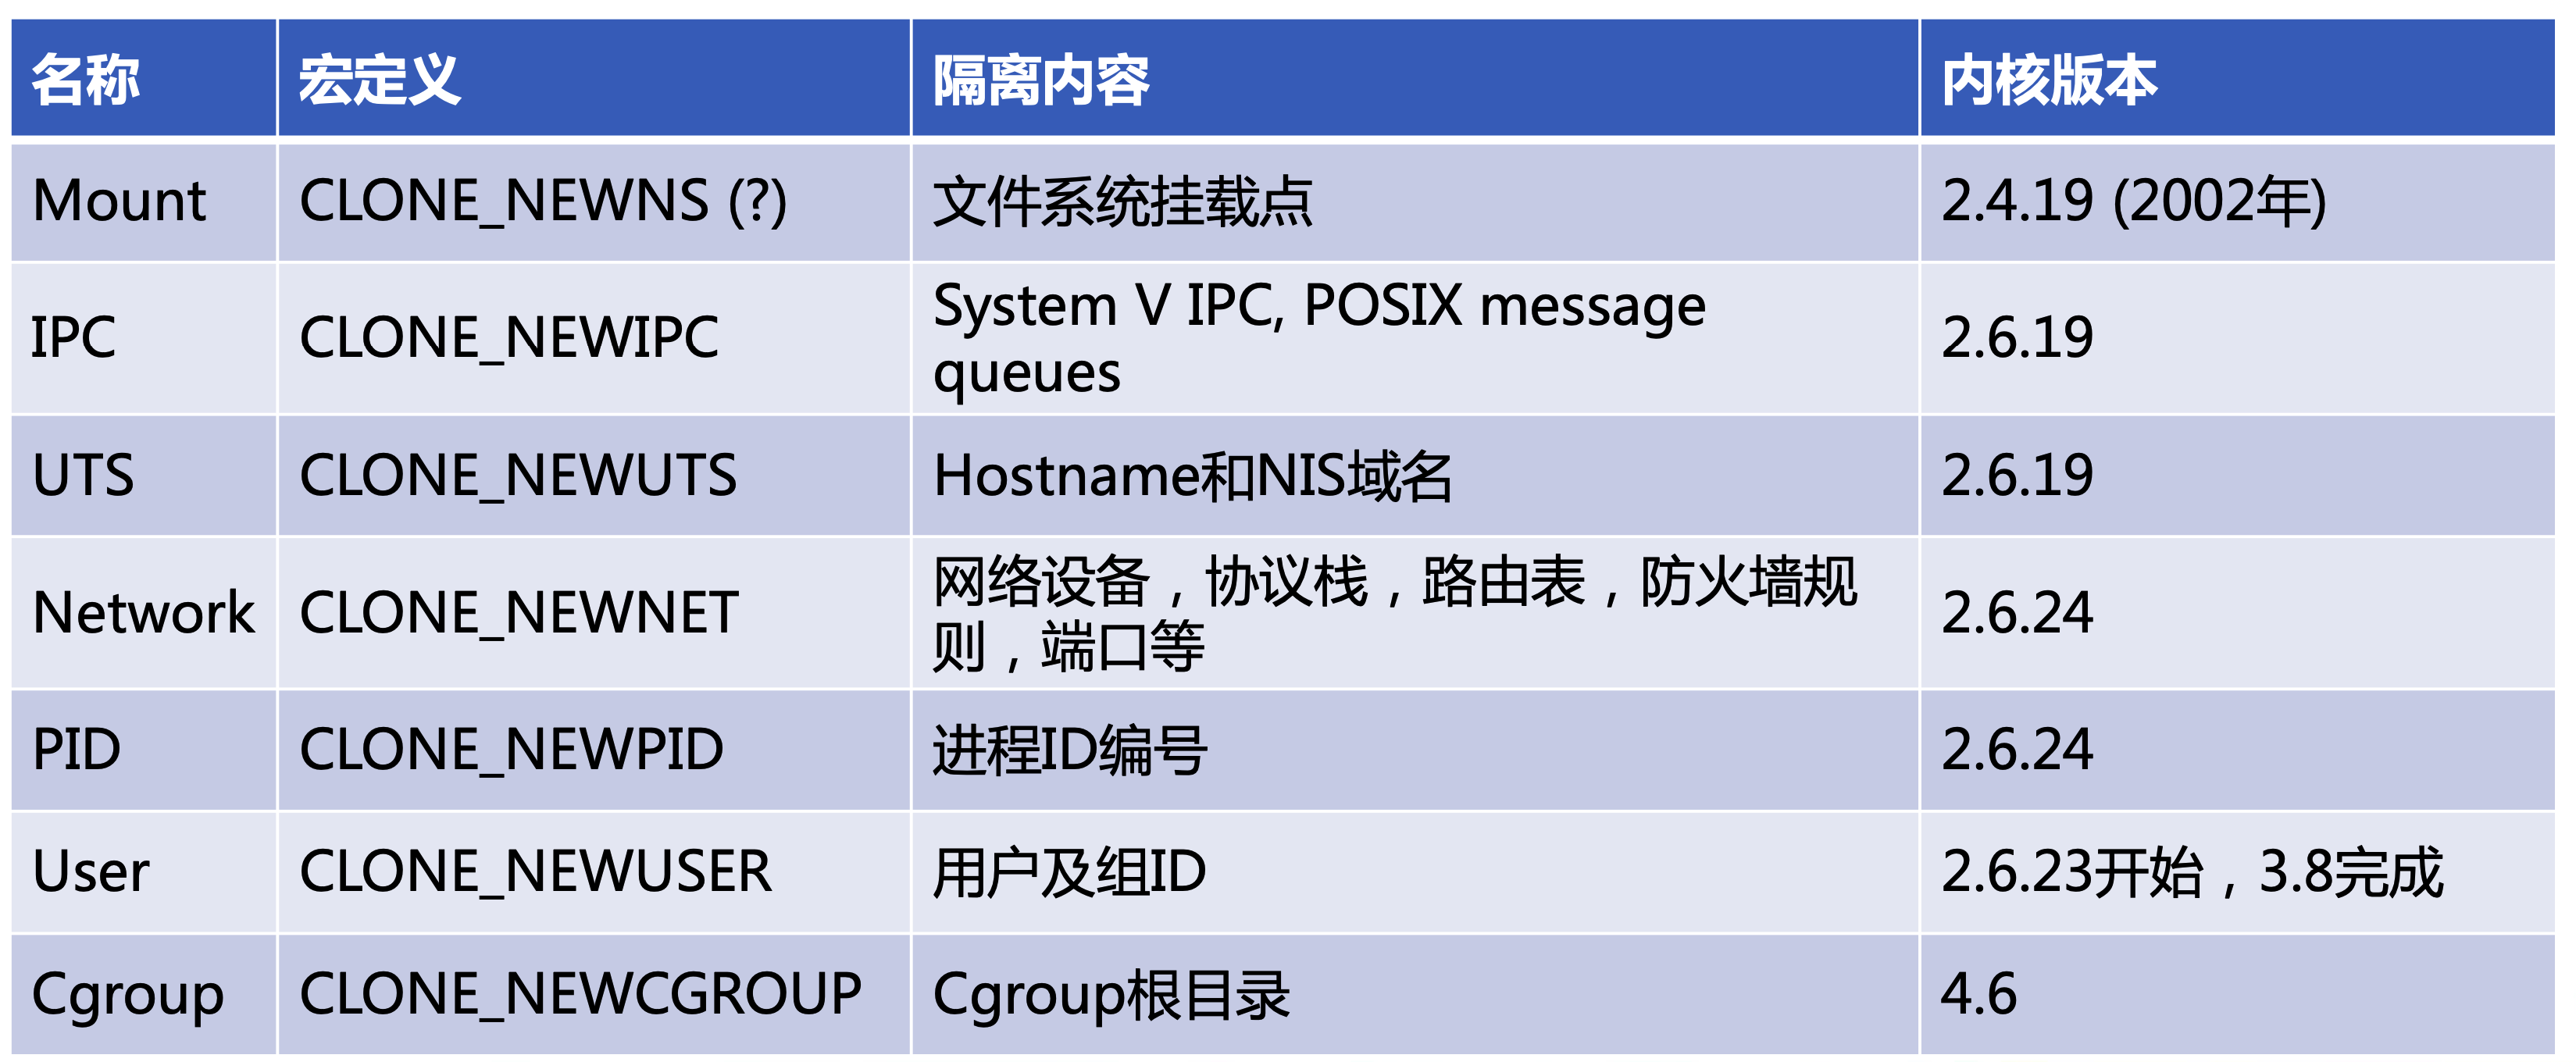 名称 宏定义 隔离内容 内核版本
Mount CLONE_NEWNS (?) 文件系统挂载点 2.4.19 (2002年)
IPC CLONE_NEWIPC System V IPC, POSIX message
queues 2.6.19
UTS CLONE_NEWUTS Hostname和NIS域名 2.6.19
Network CLONE_NEWNET 网络设备，协议栈，路由表，防火墙规
则，端口等 2.6.24
PID CLONE_NEWPID 进程ID编号 2.6.24
User CLONE_NEWUSER 用户及组ID 2.6.23开始，3.8完成
Cgroup CLONE_NEWCGROUP Cgroup根目录 4.6